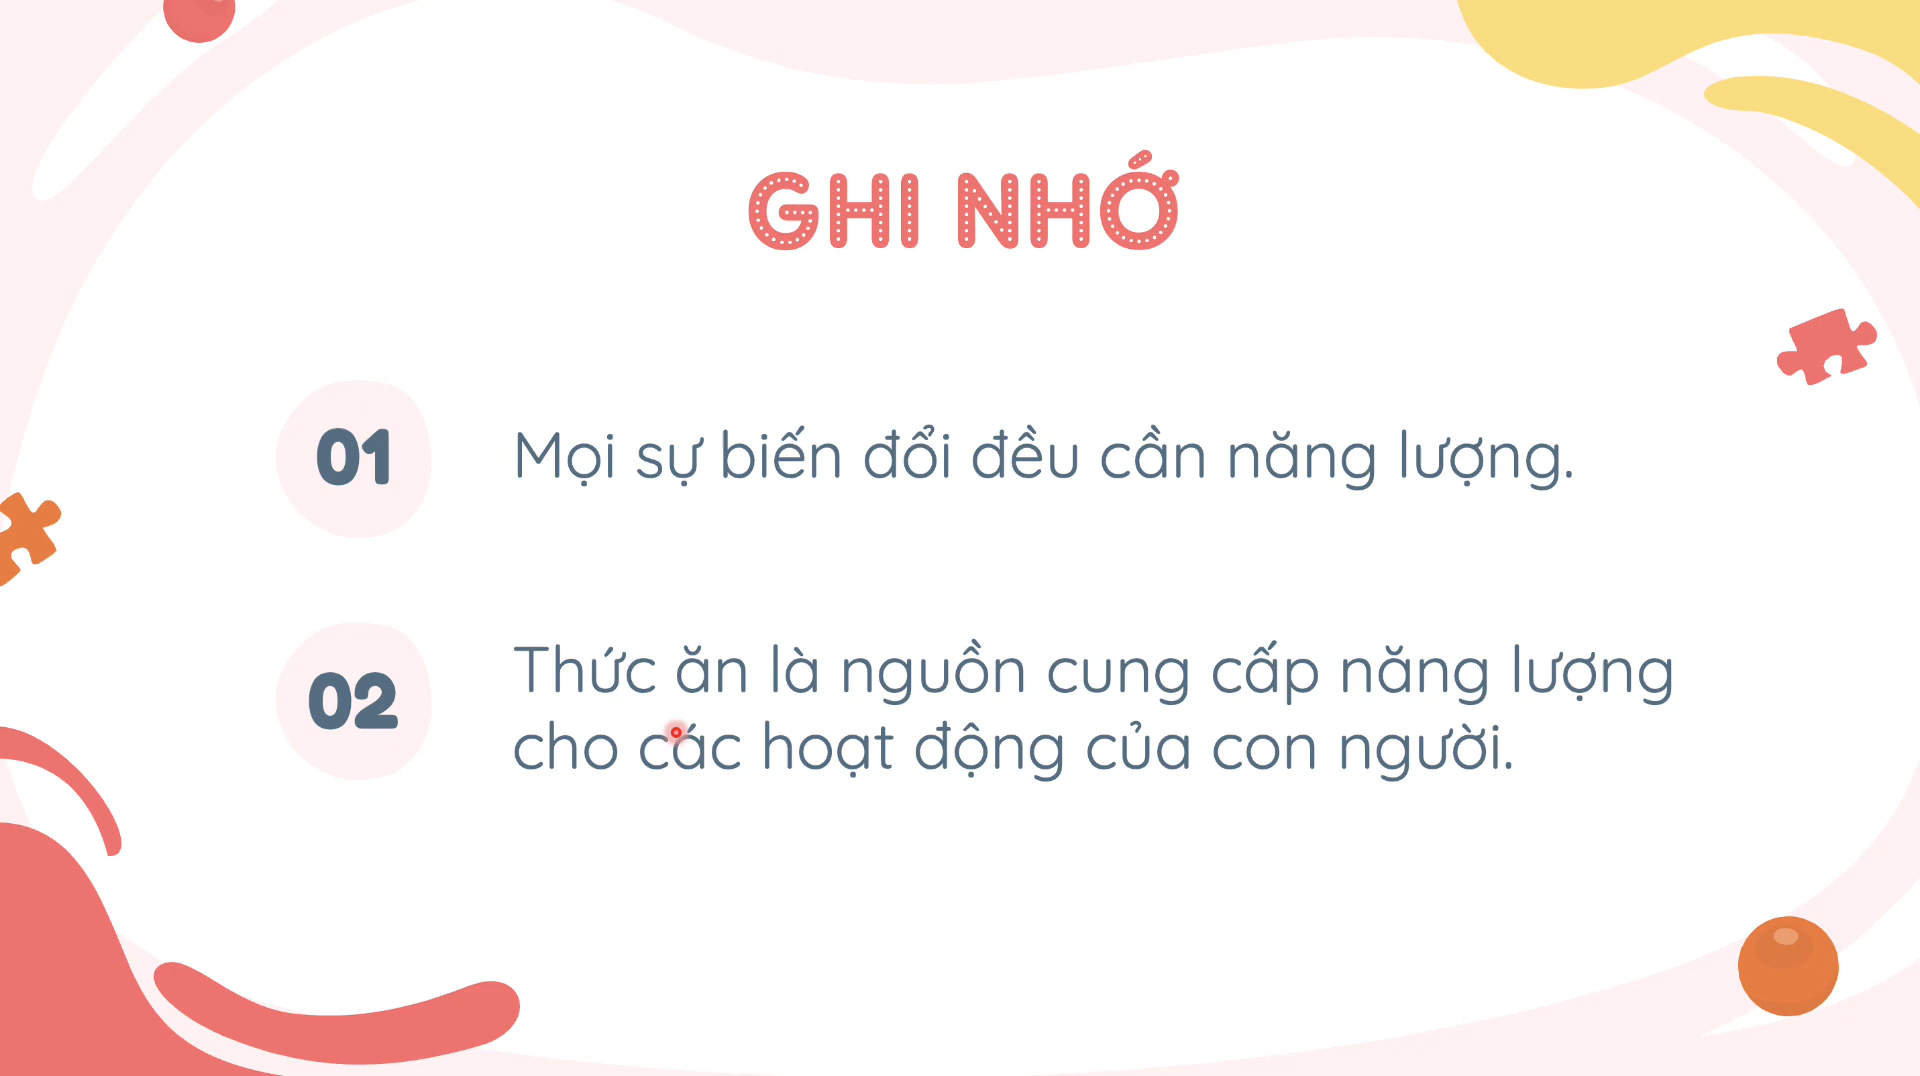 GHI NHỚ
01
Mọi sự biến đổi đều cần năng lượng.
02
Thức ăn là nguồn cung cấp năng lượng
cho các hoạt động của con người.